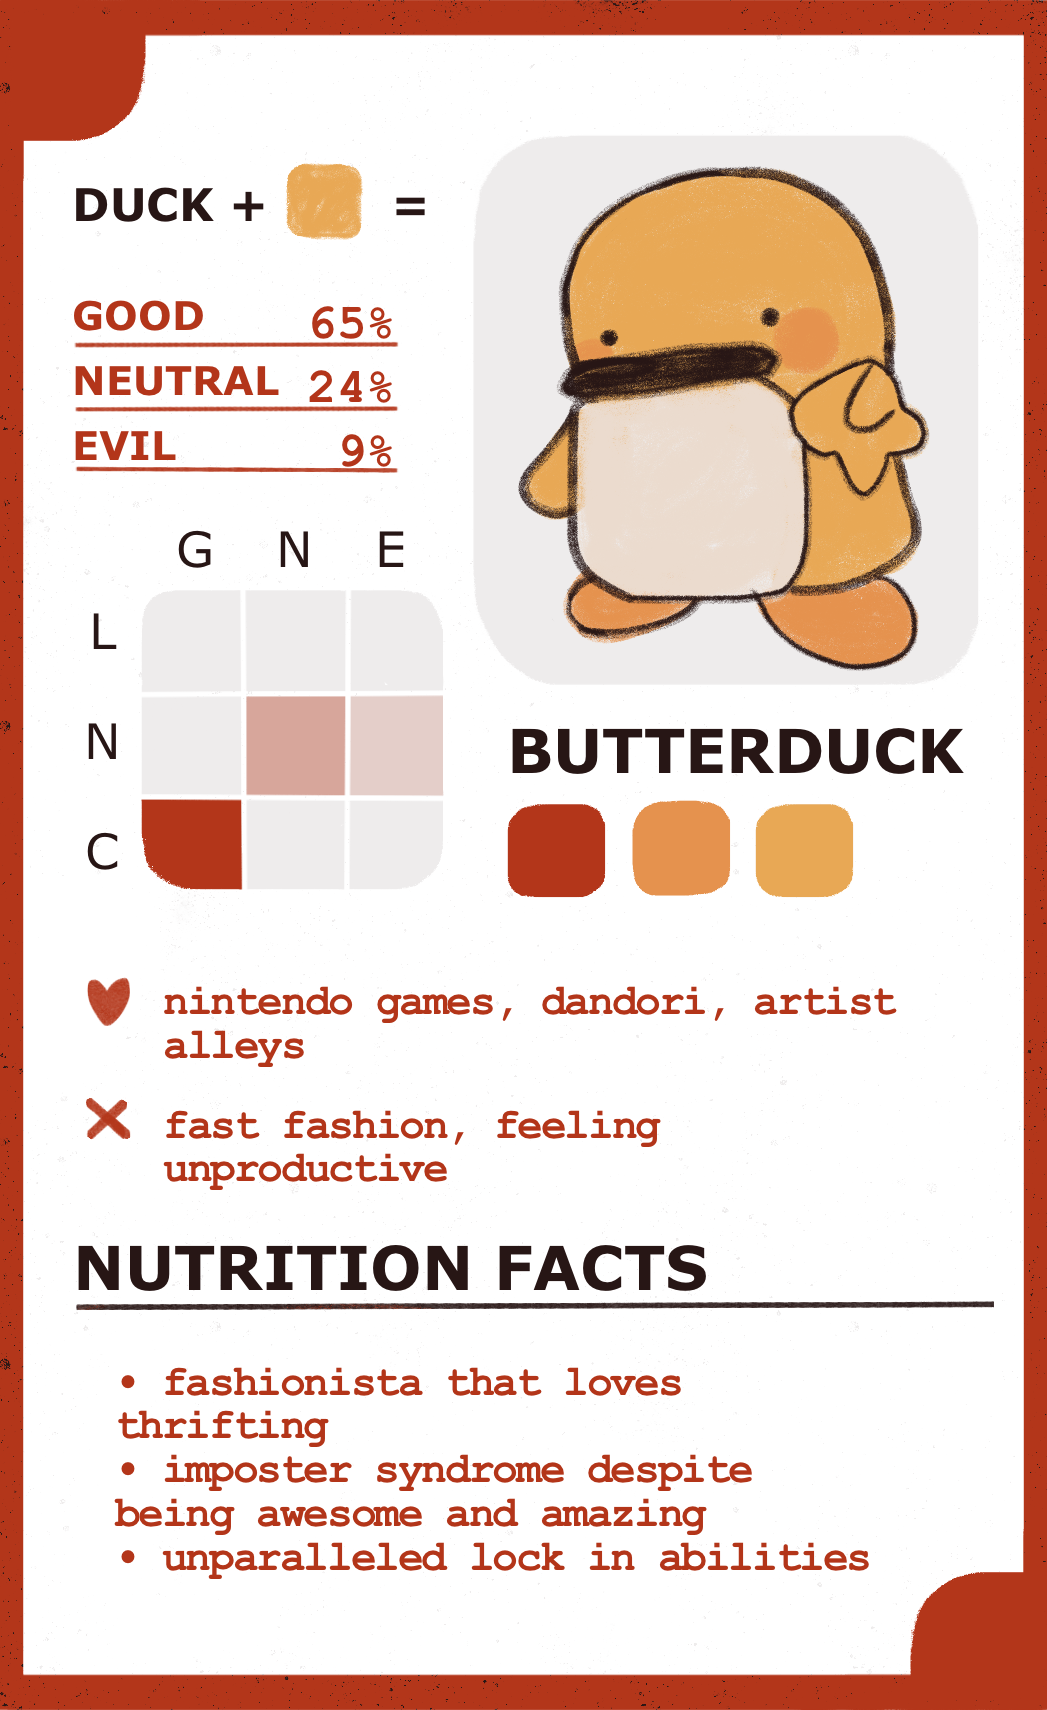 DUCK + =
GOOD 65%
NEUTRAL 24%
EVIL 9%
G N E
L
N
C
BUTTERDUCK
nintendo games, dandori, artist
alleys
fast fashion, feeling
unproductive
NUTRITION FACTS
• fashionista that loves
thrifting
• imposter syndrome despite
being awesome and amazing
• unparalleled lock in abilities